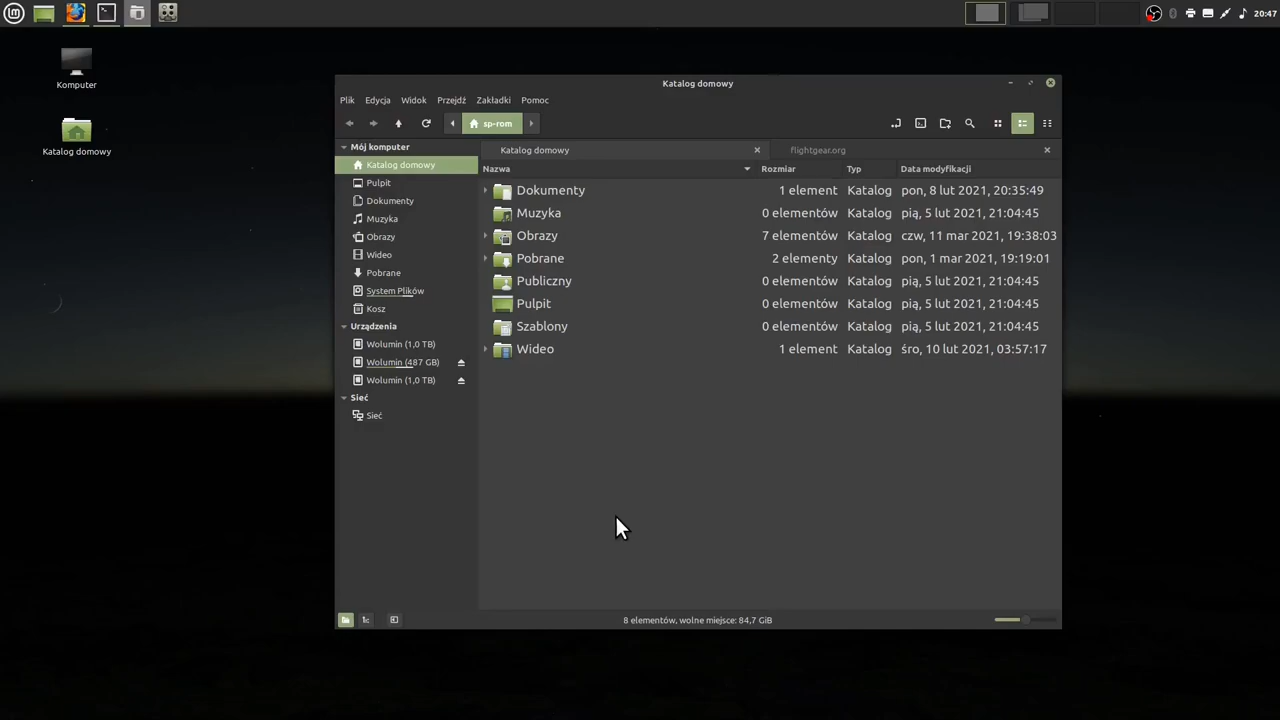 20:47
Komputer
Katalog domowy
Katalog domowy
Plik Edycja Widok Przejdź Zakładki Pomoc
sp-rom
Mój komputer
Katalog domowy
Pulpit
Dokumenty
Muzyka
Obrazy
Wideo
Pobrane
System Plików
Kosz
Urządzenia
Wolumin (1,0 TB)
Wolumin (487 GB)
Wolumin (1,0 TB)
Sieć
Sieć
Katalog domowy flightgear.org
Nazwa Rozmiar Typ Data modyfikacji
Dokumenty 1 element Katalog pon, 8 lut 2021, 20:35:49
Muzyka 0 elementów Katalog pią, 5 lut 2021, 21:04:45
Obrazy 7 elementów Katalog czw, 11 mar 2021, 19:38:03
Pobrane 2 elementy Katalog pon, 1 mar 2021, 19:19:01
Publiczny 0 elementów Katalog pią, 5 lut 2021, 21:04:45
Pulpit 0 elementów Katalog pią, 5 lut 2021, 21:04:45
Szablony 0 elementów Katalog pią, 5 lut 2021, 21:04:45
Wideo 1 element Katalog śro, 10 lut 2021, 03:57:17
8 elementów, wolne miejsce: 84,7 GiB